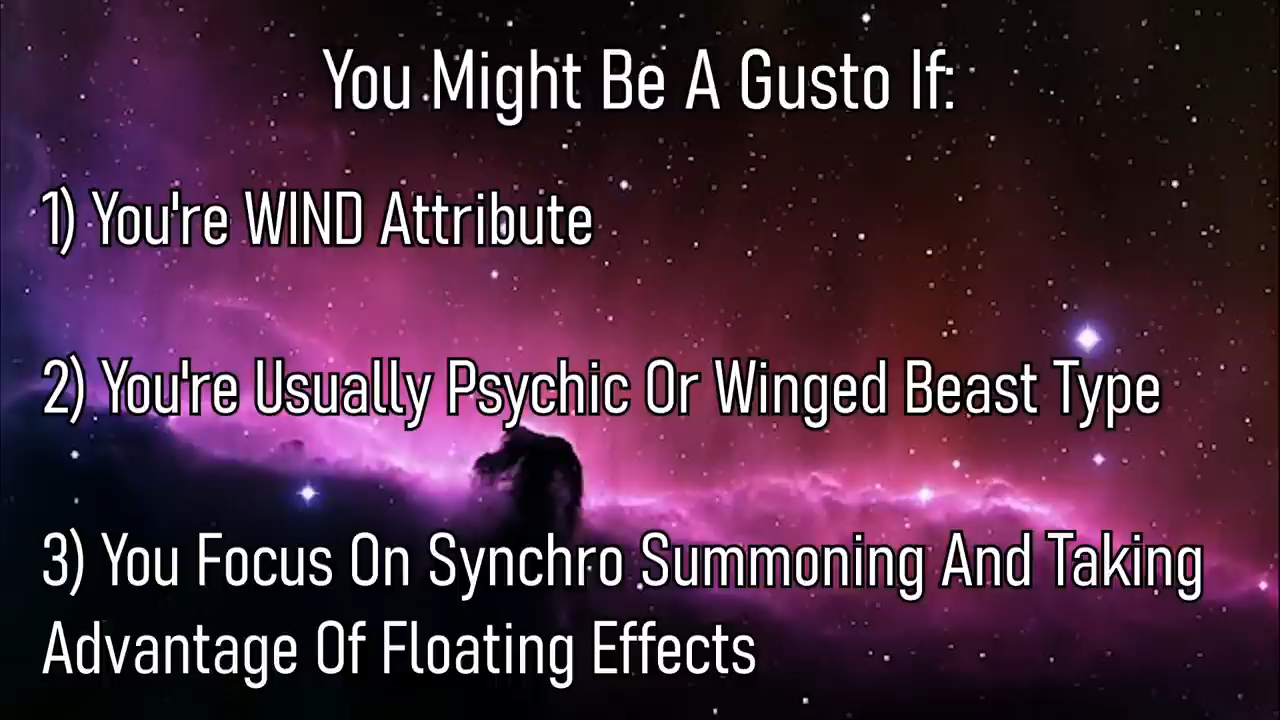 You Might Be A Gusto If:
1) You're WIND Attribute
2) You're Usually Psychic Or Winged Beast Type
3) You Focus On Synchro Summoning And Taking
Advantage Of Floating Effects